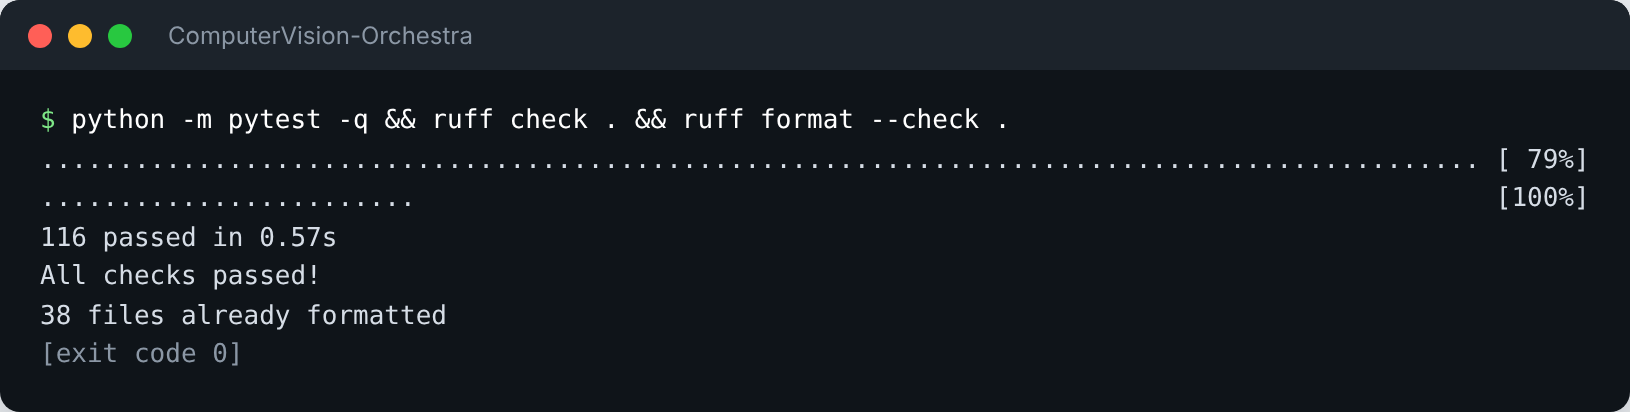 ComputerVision-Orchestra
$ python -m pytest -q && ruff check . && ruff format --check .
............................................................................................ [ 79%]
........................ [100%]
116 passed in 0.57s
All checks passed!
38 files already formatted
[exit code 0]